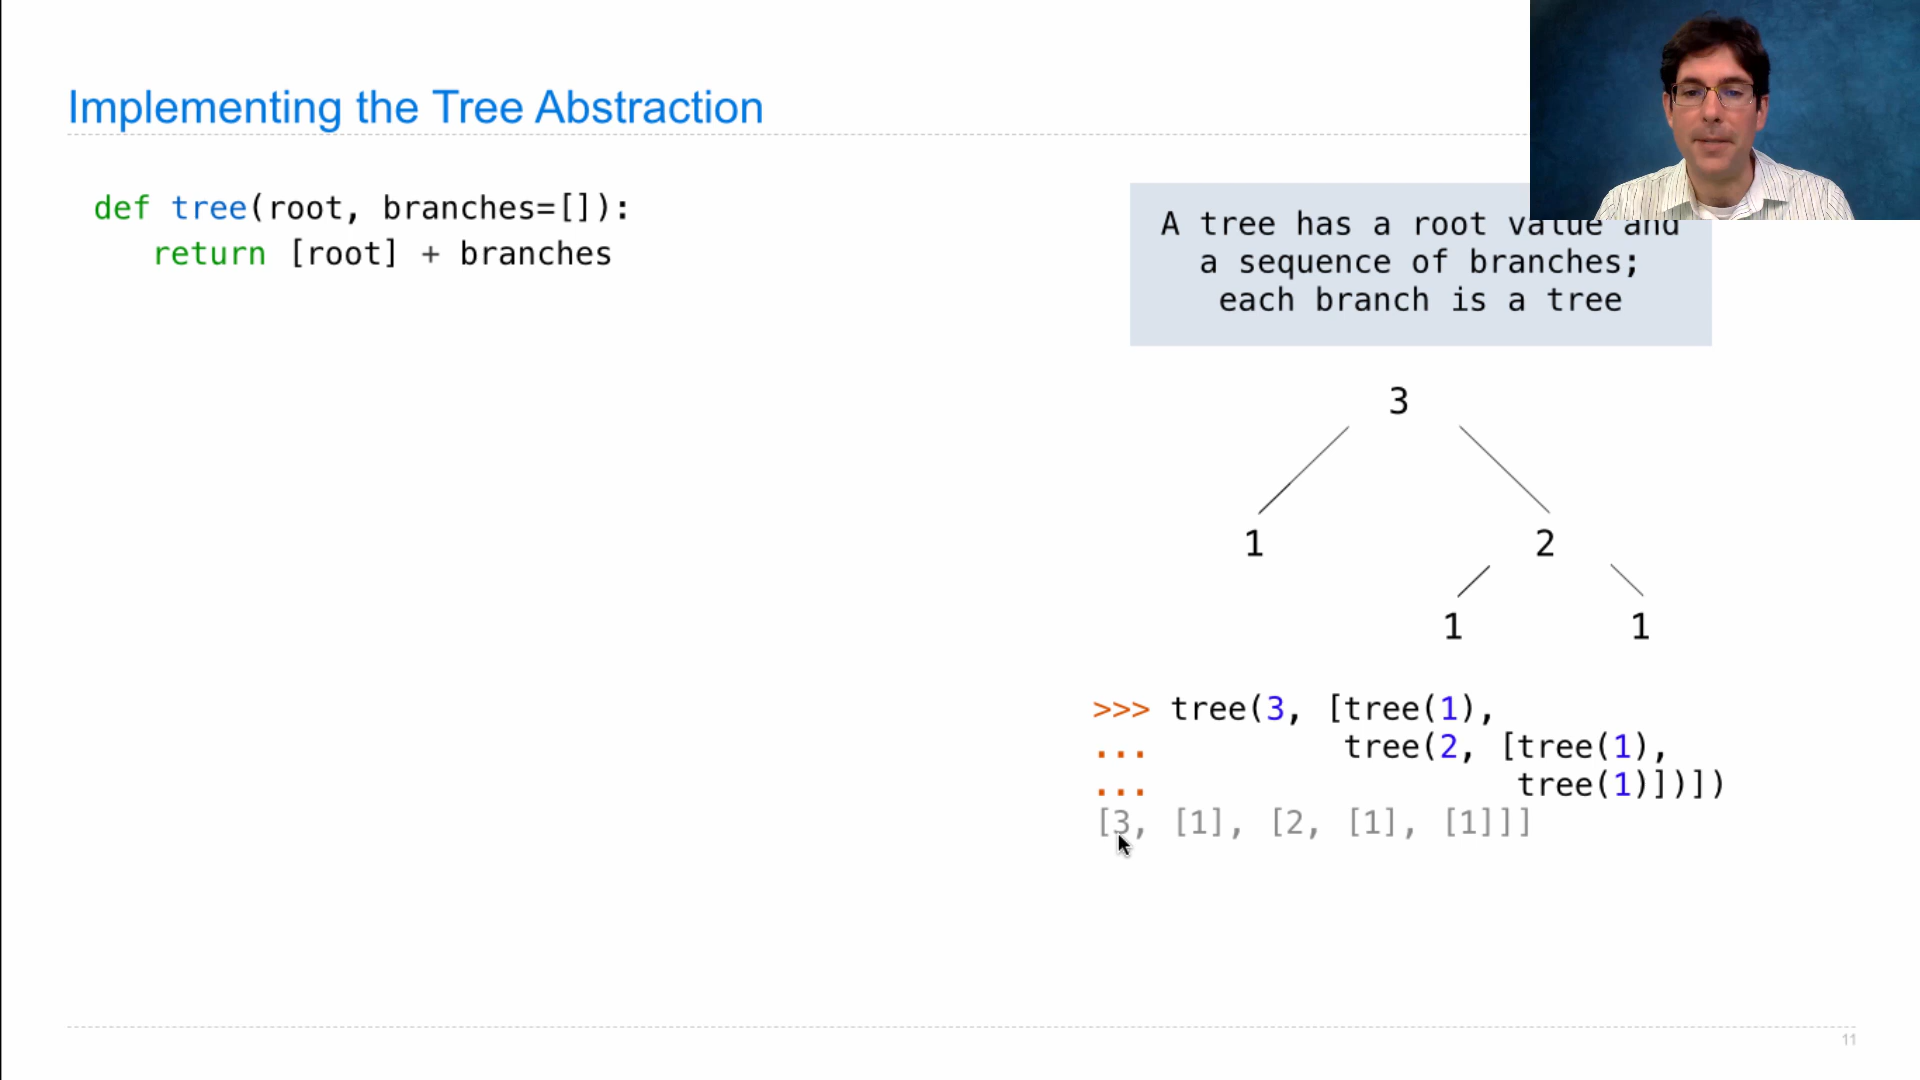 Implementing the Tree Abstraction
def tree(root, branches=[]):
return [root] + branches
A tree has a root value and
a sequence of branches;
each branch is a tree
3
1 2
1 1
>>> tree(3, [tree(1),
... tree(2, [tree(1),
... tree(1)])])
[3, [1], [2, [1], [1]]]
11